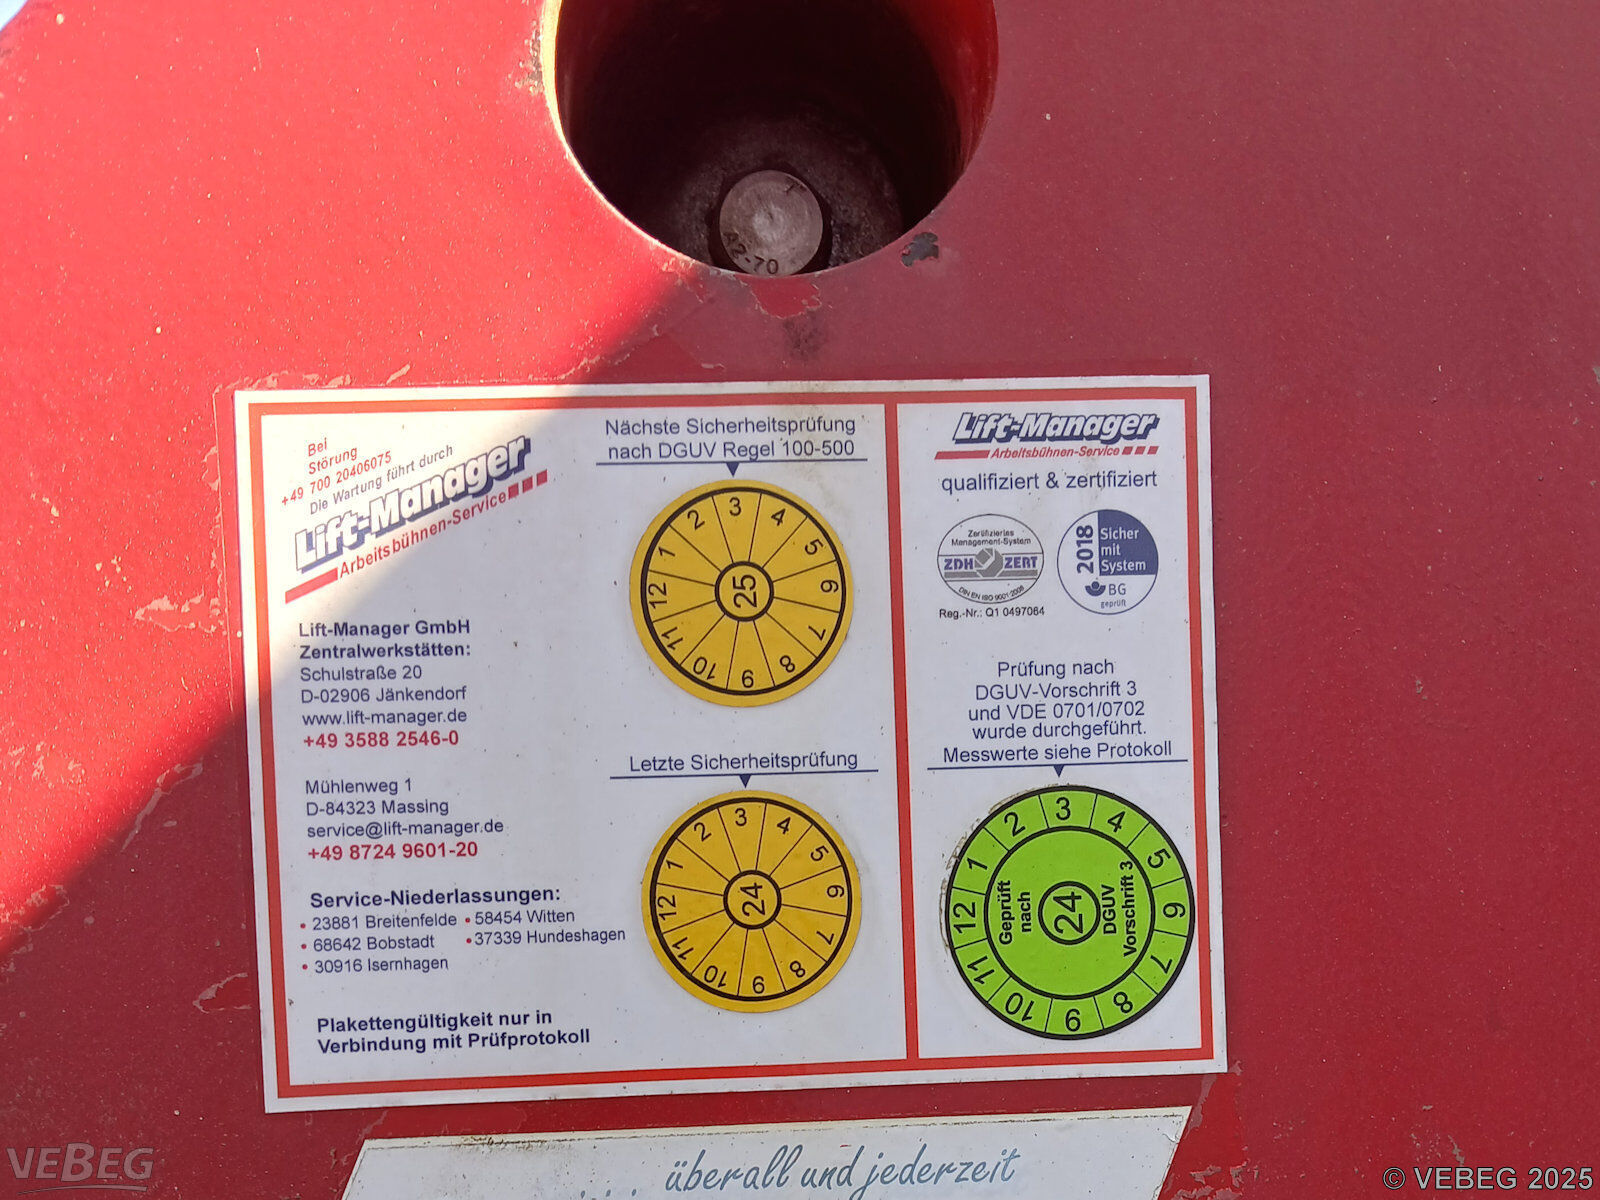 1
A2-70
Bei
Störung
+49 700 20406075
Die Wartung führt durch
Lift-Manager
Arbeitsbühnen-Service
Lift-Manager GmbH
Zentralwerkstätten:
Schulstraße 20
D-02906 Jänkendorf
www.lift-manager.de
+49 3588 2546-0
Mühlenweg 1
D-84323 Massing
service@lift-manager.de
+49 8724 9601-20
Service-Niederlassungen:
• 23881 Breitenfelde • 58454 Witten
• 68642 Bobstadt • 37339 Hundeshagen
• 30916 Isernhagen
Plakettengültigkeit nur in
Verbindung mit Prüfprotokoll
Nächste Sicherheitsprüfung
nach DGUV Regel 100-500
1 2 3 4 5 6 7 8 9 10 11 12
25
Letzte Sicherheitsprüfung
1 2 3 4 5 6 7 8 9 10 11 12
24
Lift-Manager
Arbeitsbühnen-Service
qualifiziert & zertifiziert
Zertifiziertes
Management-System
ZDH ZERT
DIN EN ISO 9001:2008
Reg.-Nr.: Q1 0497064
2018
Sicher
mit
System
BG
geprüft
Prüfung nach
DGUV-Vorschrift 3
und VDE 0701/0702
wurde durchgeführt.
Messwerte siehe Protokoll
1 2 3 4 5 6 7 8 9 10 11 12
Geprüft
nach
24
DGUV
Vorschrift 3
.... überall und jederzeit
VEBEG
© VEBEG 2025